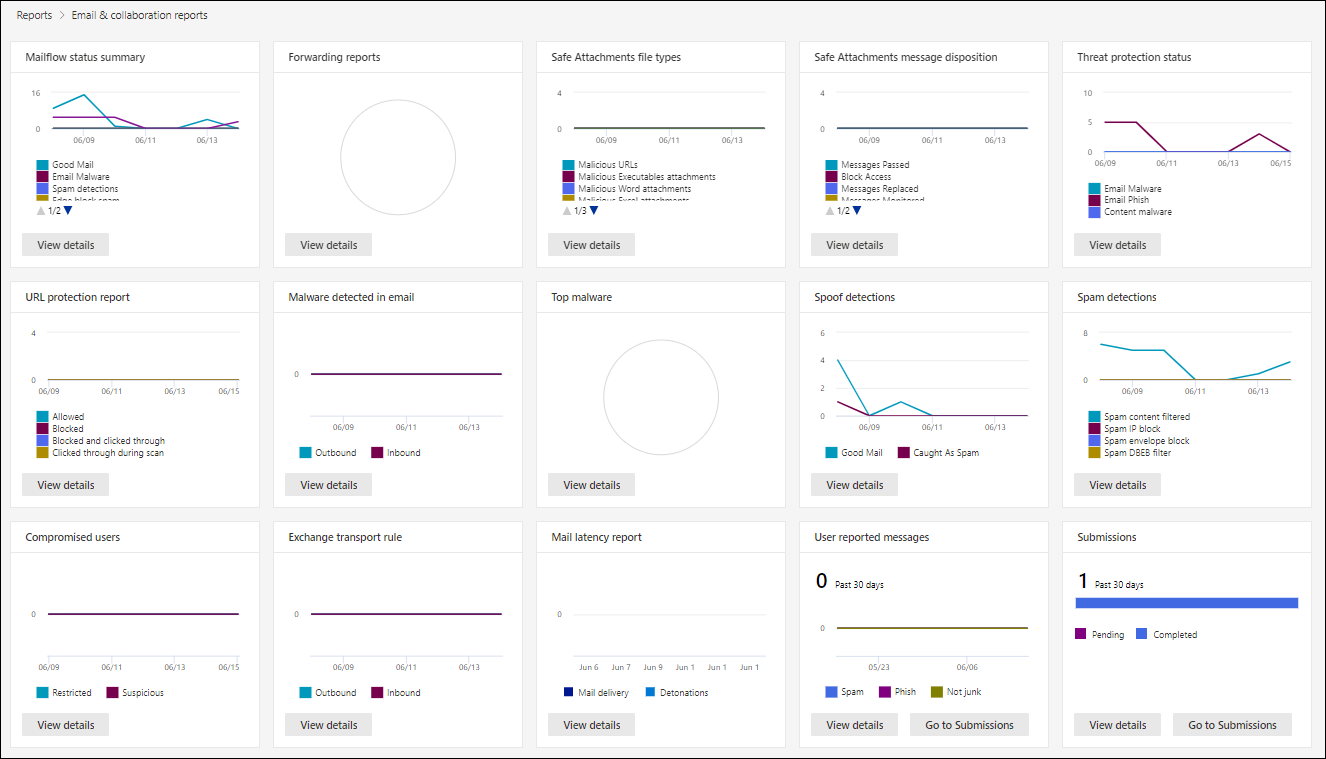 Reports > Email & collaboration reports
Mailflow status summary
16
0
06/09 06/11 06/13
Good Mail
Email Malware
Spam detections
Edge block spam
1/2
View details
Forwarding reports
View details
Safe Attachments file types
4
0
06/09 06/11 06/13
Malicious URLs
Malicious Executables attachments
Malicious Word attachments
Malicious Excel attachments
1/3
View details
Safe Attachments message disposition
4
0
06/09 06/11 06/13
Messages Passed
Block Access
Messages Replaced
Messages Monitored
1/2
View details
Threat protection status
10
5
0
06/09 06/11 06/13 06/15
Email Malware
Email Phish
Content malware
View details
URL protection report
4
0
06/09 06/11 06/13 06/15
Allowed
Blocked
Blocked and clicked through
Clicked through during scan
View details
Malware detected in email
0
06/09 06/11 06/13
Outbound Inbound
View details
Top malware
View details
Spoof detections
6
4
2
0
06/09 06/11 06/13
Good Mail Caught As Spam
View details
Spam detections
8
0
06/09 06/13
Spam content filtered
Spam IP block
Spam envelope block
Spam DBEB filter
View details
Compromised users
0
06/09 06/11 06/13 06/15
Restricted Suspicious
View details
Exchange transport rule
0
06/09 06/11 06/13
Outbound Inbound
View details
Mail latency report
0
Jun 6 Jun 7 Jun 9 Jun 1 Jun 1 Jun 1
Mail delivery Detonations
View details
User reported messages
0 Past 30 days
0
05/23 06/06
Spam Phish Not junk
View details Go to Submissions
Submissions
1 Past 30 days
Pending Completed
View details Go to Submissions